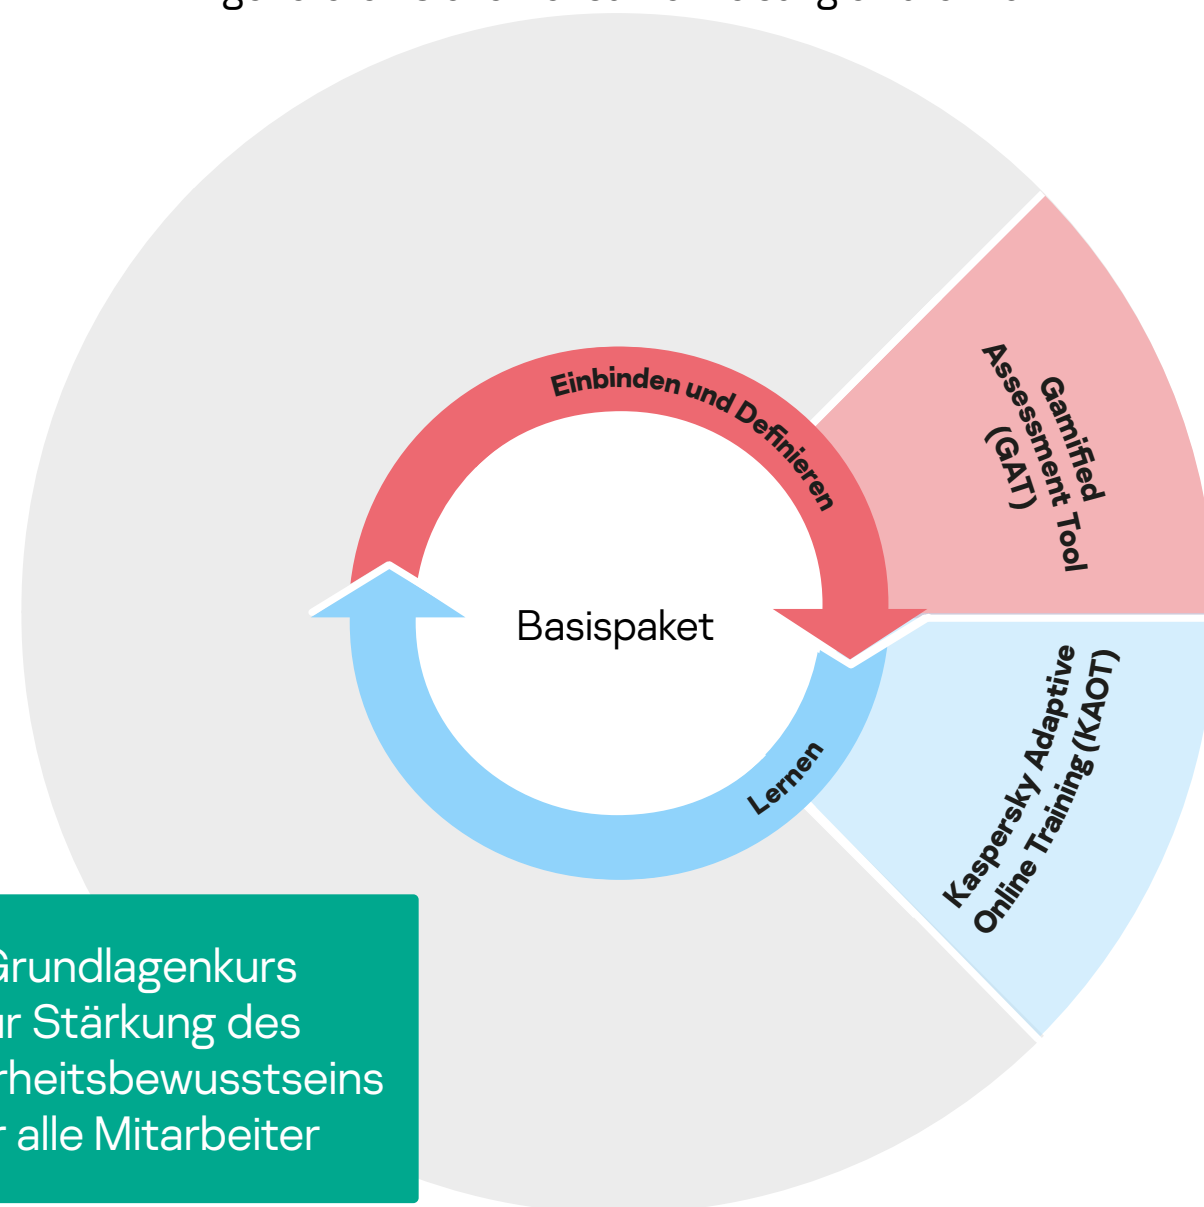 Einbinden und Definieren
Gamified
Assessment Tool
(GAT)
Basispaket
Kaspersky Adaptive
Online Training (KAOT)
Lernen
Grundlagenkurs
ur Stärkung des
rheitsbewusstseins
r alle Mitarbeiter